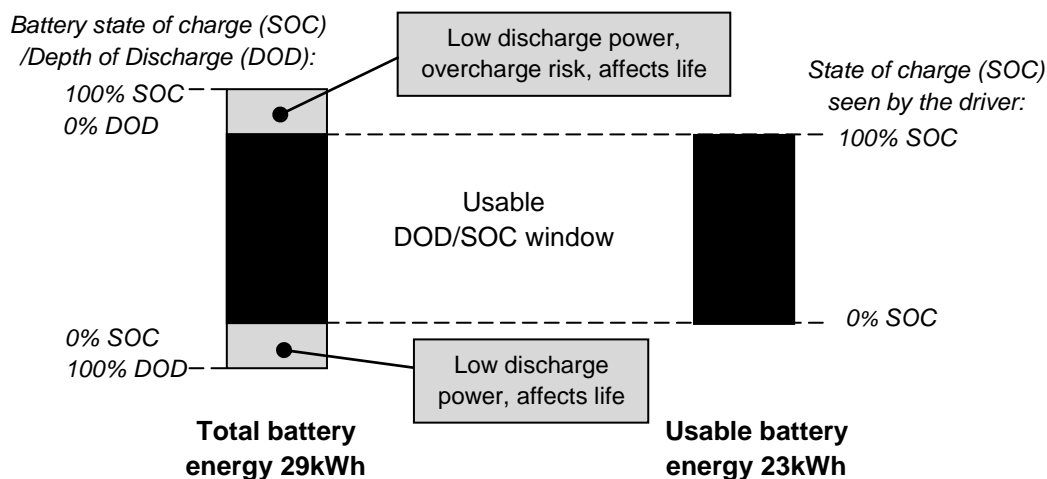 Battery state of charge (SOC)
/Depth of Discharge (DOD):
Low discharge power,
overcharge risk, affects life
State of charge (SOC)
seen by the driver:
100% SOC
0% DOD
100% SOC
Usable
DOD/SOC window
0% SOC
100% DOD
0% SOC
Low discharge
power, affects life
Total battery
energy 29kWh
Usable battery
energy 23kWh